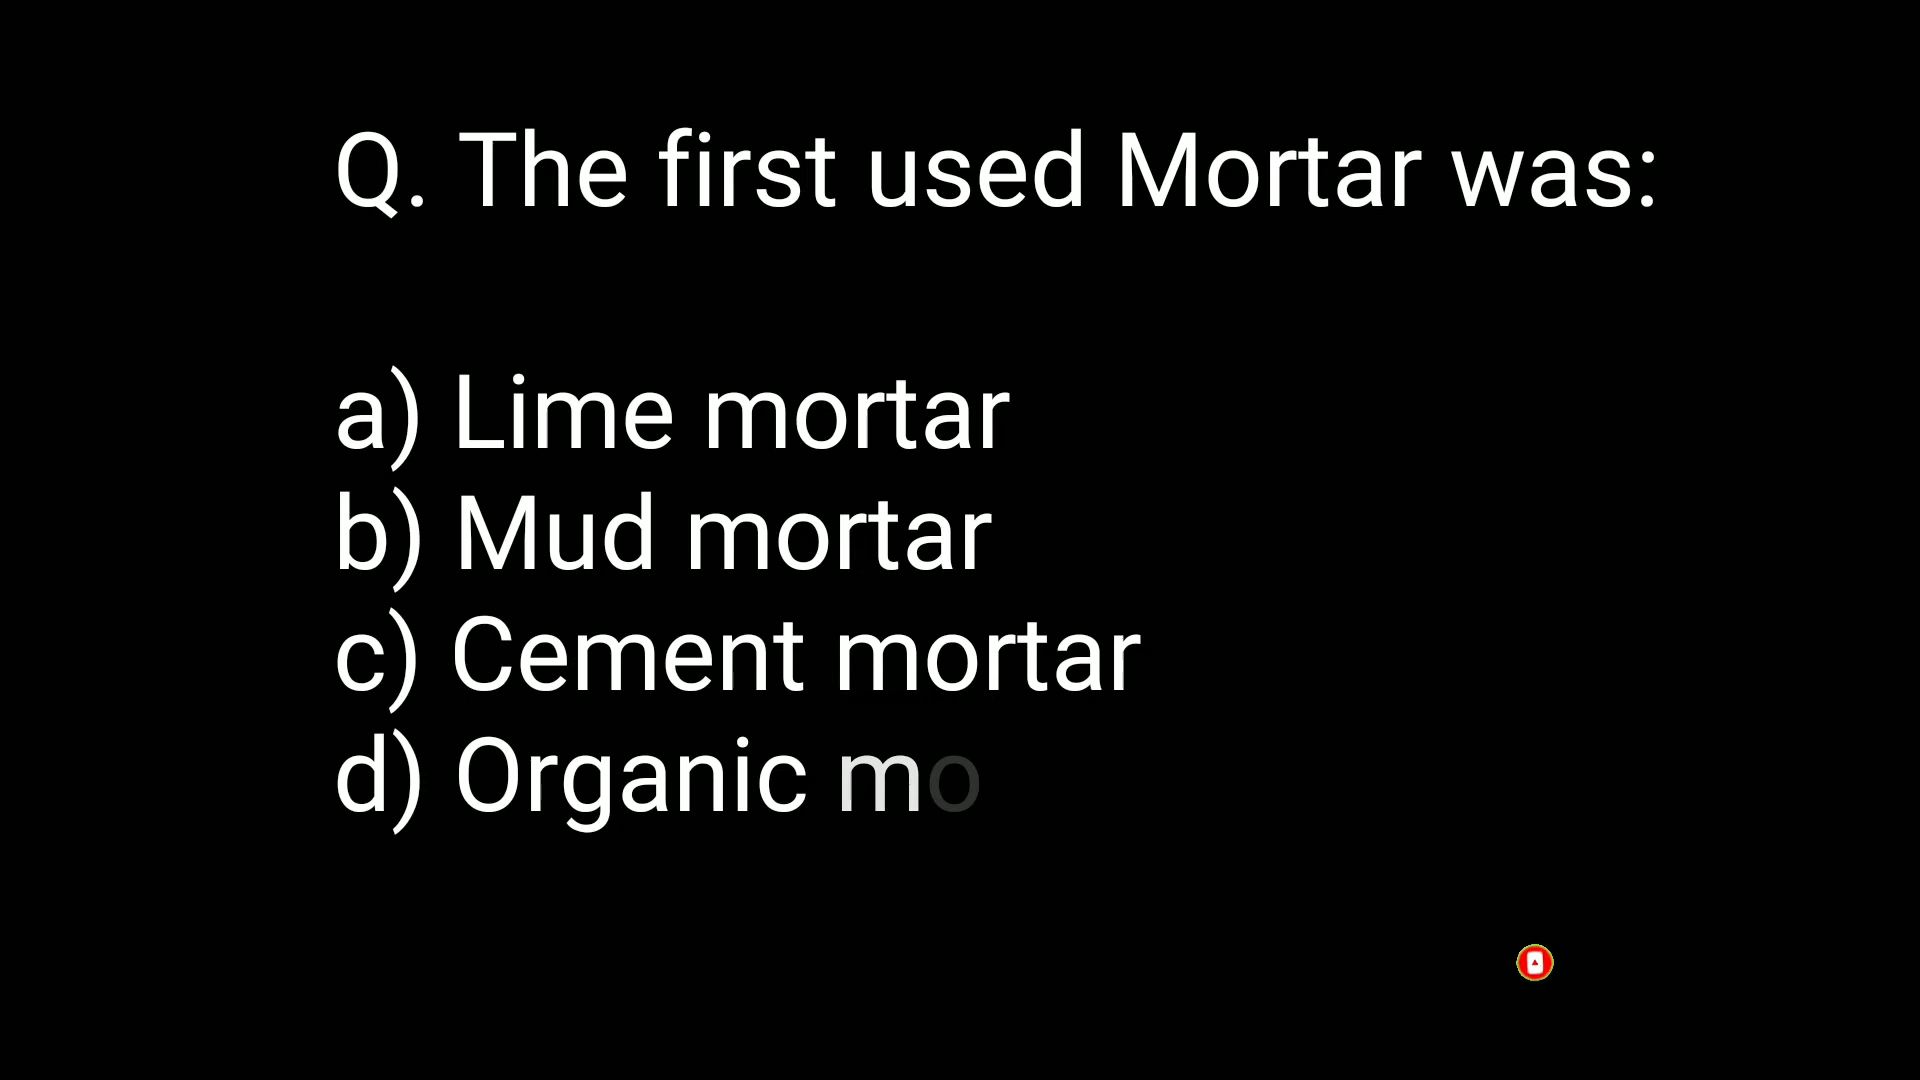 Q. The first used Mortar was:
a) Lime mortar
b) Mud mortar
c) Cement mortar
d) Organic mo